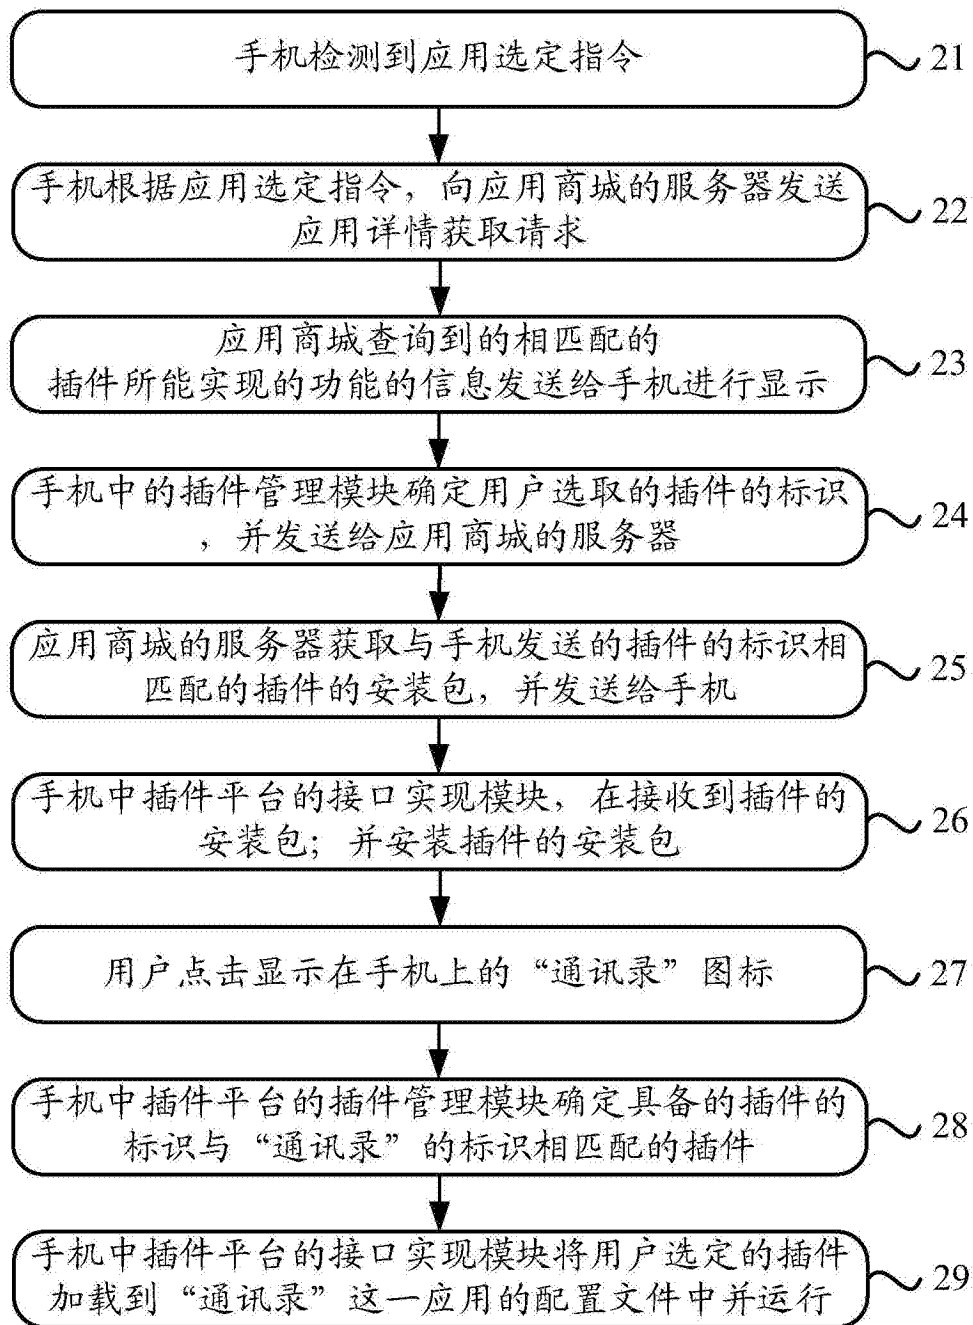 手机检测到应用选定指令
21
手机根据应用选定指令，向应用商城的服务器发送
应用详情获取请求
22
应用商城查询到的相匹配的
插件所能实现的功能的信息发送给手机进行显示
23
手机中的插件管理模块确定用户选取的插件的标识
，并发送给应用商城的服务器
24
应用商城的服务器获取与手机发送的插件的标识相
匹配的插件的安装包，并发送给手机
25
手机中插件平台的接口实现模块，在接收到插件的
安装包；并安装插件的安装包
26
用户点击显示在手机上的“通讯录”图标
27
手机中插件平台的插件管理模块确定具备的插件的
标识与“通讯录”的标识相匹配的插件
28
手机中插件平台的接口实现模块将用户选定的插件
加载到“通讯录”这一应用的配置文件中并运行
29